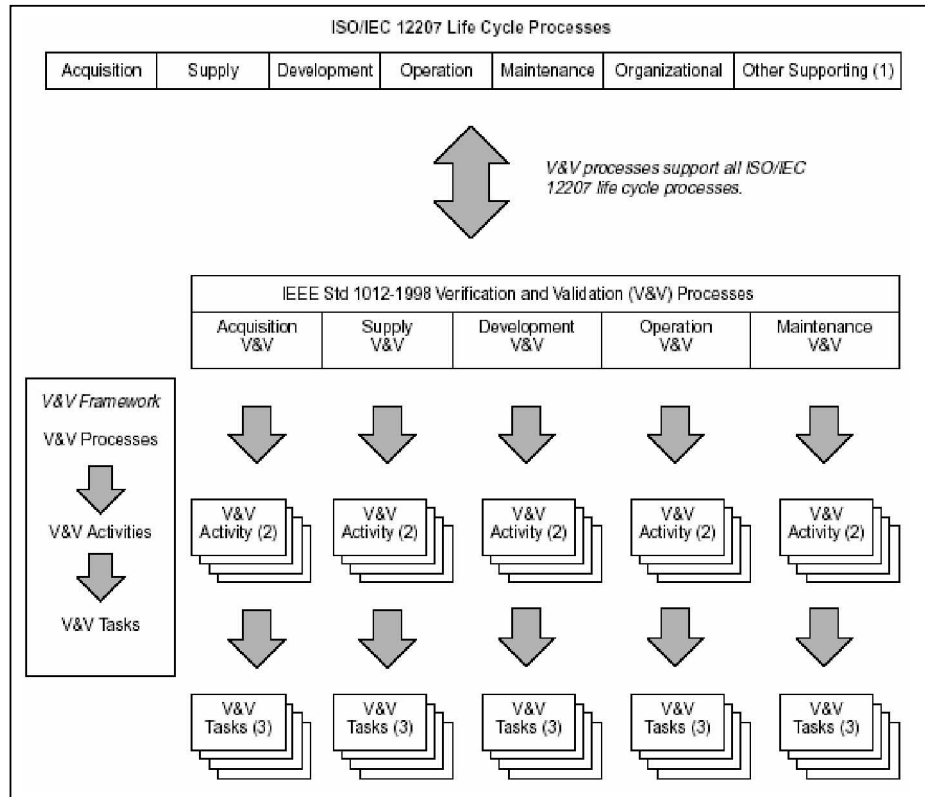 ISO/IEC 12207 Life Cycle Processes
Acquisition
Supply
Development
Operation
Maintenance
Organizational
Other Supporting (1)
V&V processes support all ISO/IEC
12207 life cycle processes.
IEEE Std 1012-1998 Verification and Validation (V&V) Processes
Acquisition
V&V
Supply
V&V
Development
V&V
Operation
V&V
Maintenance
V&V
V&V Framework
V&V Processes
V&V Activities
V&V Tasks
V&V
Activity (2)
V&V
Activity (2)
V&V
Activity (2)
V&V
Activity (2)
V&V
Activity (2)
V&V
Tasks (3)
V&V
Tasks (3)
V&V
Tasks (3)
V&V
Tasks (3)
V&V
Tasks (3)